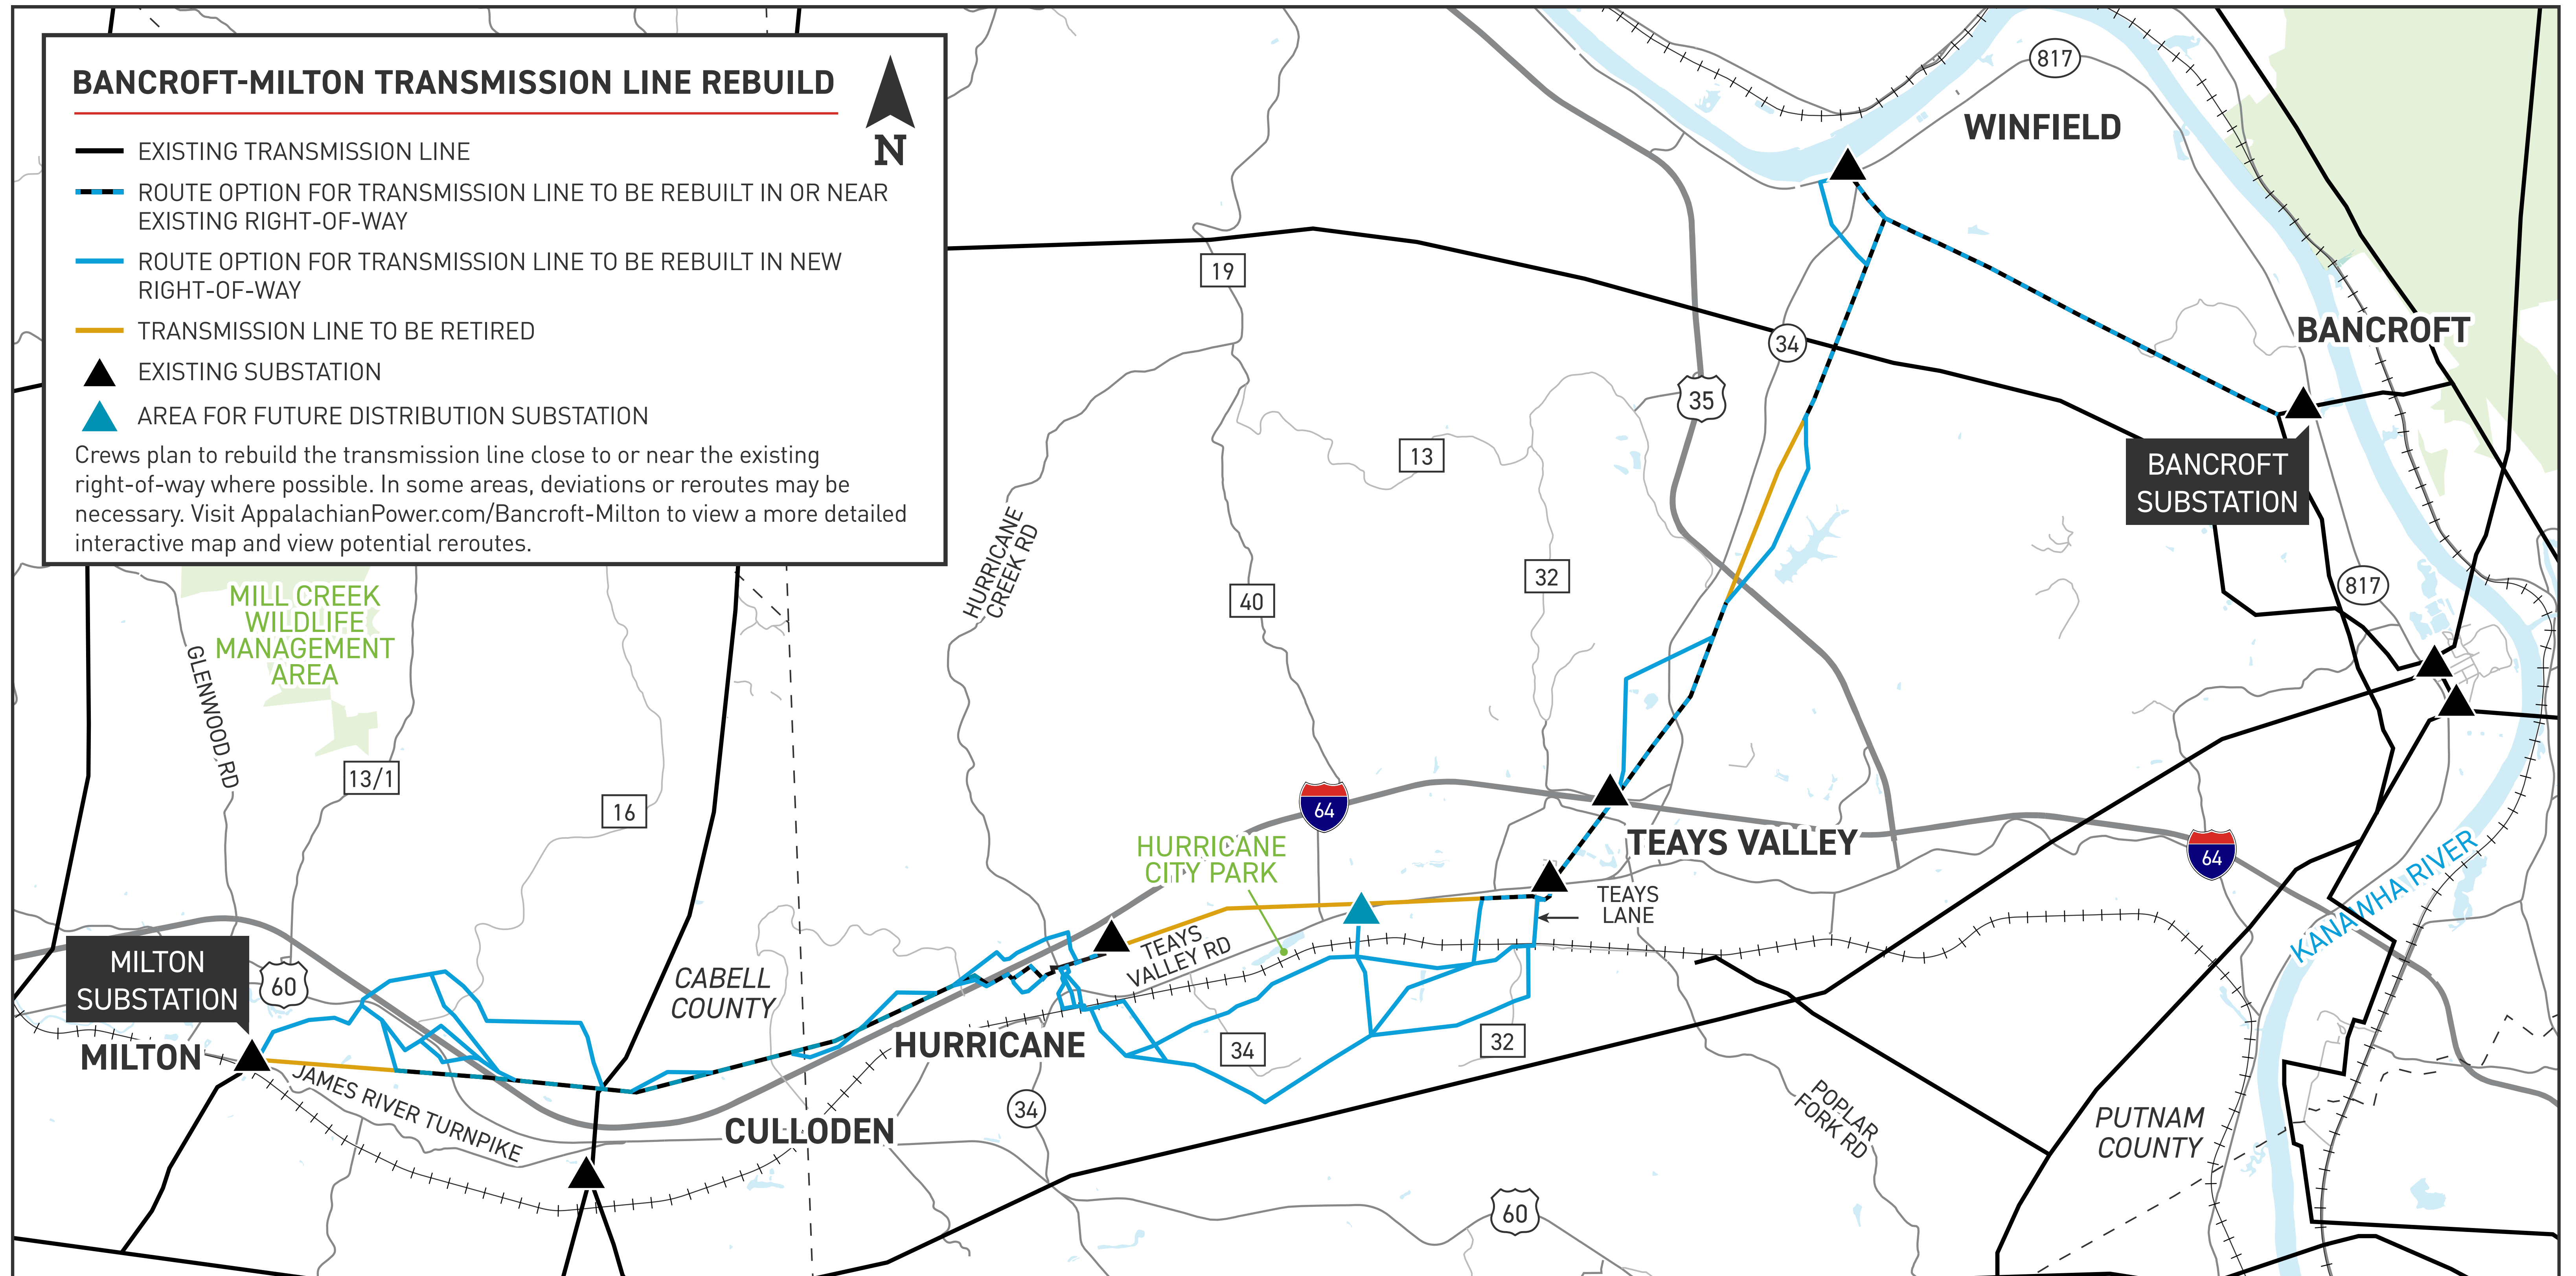 BANCROFT-MILTON TRANSMISSION LINE REBUILD
N
EXISTING TRANSMISSION LINE
ROUTE OPTION FOR TRANSMISSION LINE TO BE REBUILT IN OR NEAR
EXISTING RIGHT-OF-WAY
ROUTE OPTION FOR TRANSMISSION LINE TO BE REBUILT IN NEW
RIGHT-OF-WAY
TRANSMISSION LINE TO BE RETIRED
EXISTING SUBSTATION
AREA FOR FUTURE DISTRIBUTION SUBSTATION
Crews plan to rebuild the transmission line close to or near the existing
right-of-way where possible. In some areas, deviations or reroutes may be
necessary. Visit AppalachianPower.com/Bancroft-Milton to view a more detailed
interactive map and view potential reroutes.
817
WINFIELD
19
34
BANCROFT
35
13
BANCROFT
SUBSTATION
HURRICANE
CREEK RD
32
40
817
MILL CREEK
WILDLIFE
MANAGEMENT
AREA
GLENWOOD RD
13/1
16
64
TEAYS VALLEY
64
HURRICANE
CITY PARK
TEAYS
LANE
KANAWHA RIVER
TEAYS
VALLEY RD
MILTON
SUBSTATION
60
CABELL
COUNTY
HURRICANE
34
32
MILTON
JAMES RIVER TURNPIKE
CULLODEN
34
POPLAR
FORK RD
PUTNAM
COUNTY
60